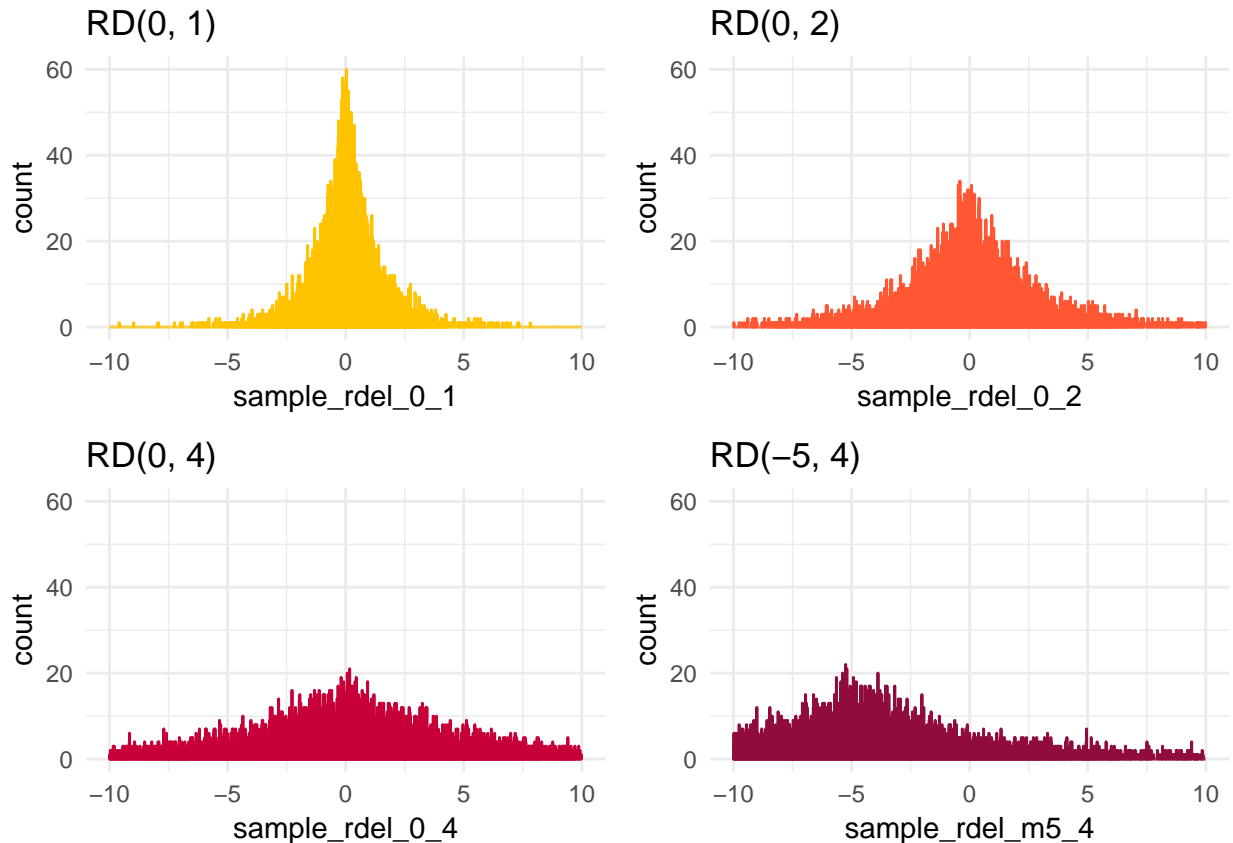 RD(0, 1)
60
40
20
0
count
−10 −5 0 5 10
sample_rdel_0_1
RD(0, 2)
60
40
20
0
count
−10 −5 0 5 10
sample_rdel_0_2
RD(0, 4)
60
40
20
0
count
−10 −5 0 5 10
sample_rdel_0_4
RD(−5, 4)
60
40
20
0
count
−10 −5 0 5 10
sample_rdel_m5_4